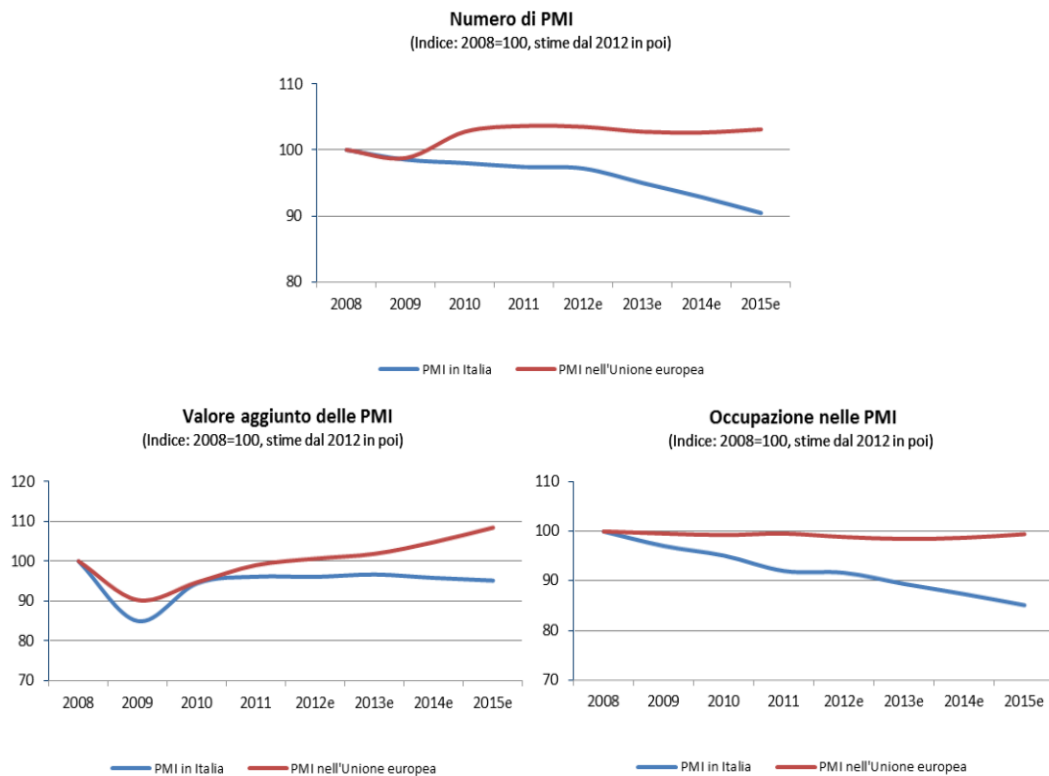 Numero di PMI
(Indice: 2008=100, stime dal 2012 in poi)
110
100
90
80
2008 2009 2010 2011 2012e 2013e 2014e 2015e
PMI in Italia PMI nell'Unione europea
Valore aggiunto delle PMI
(Indice: 2008=100, stime dal 2012 in poi)
120
110
100
90
80
70
2008 2009 2010 2011 2012e 2013e 2014e 2015e
PMI in Italia PMI nell'Unione europea
Occupazione nelle PMI
(Indice: 2008=100, stime dal 2012 in poi)
110
100
90
80
70
2008 2009 2010 2011 2012e 2013e 2014e 2015e
PMI in Italia PMI nell'Unione europea